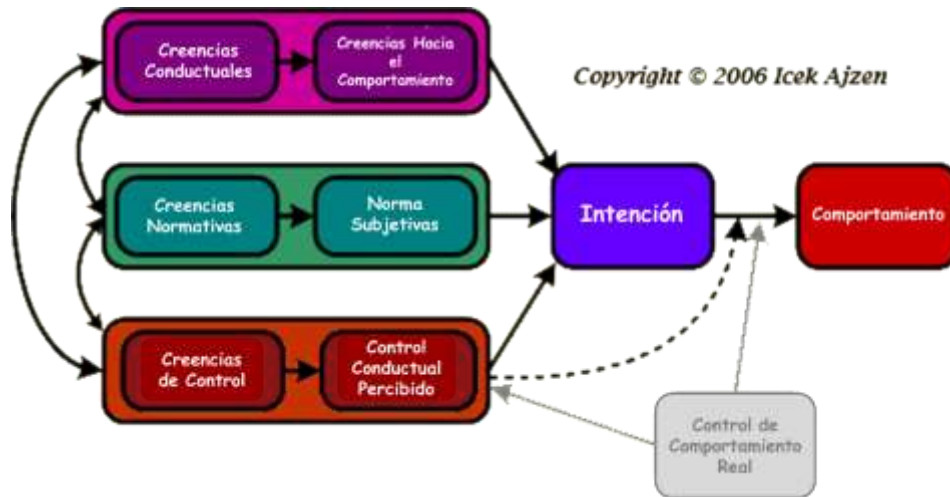 Creencias
Conductuales
Creencias Hacia
el
Comportamiento
Copyright © 2006 Icek Ajzen
Creencias
Normativas
Norma
Subjetivas
Intención
Comportamiento
Creencias
de Control
Control
Conductual
Percibido
Control de
Comportamiento
Real